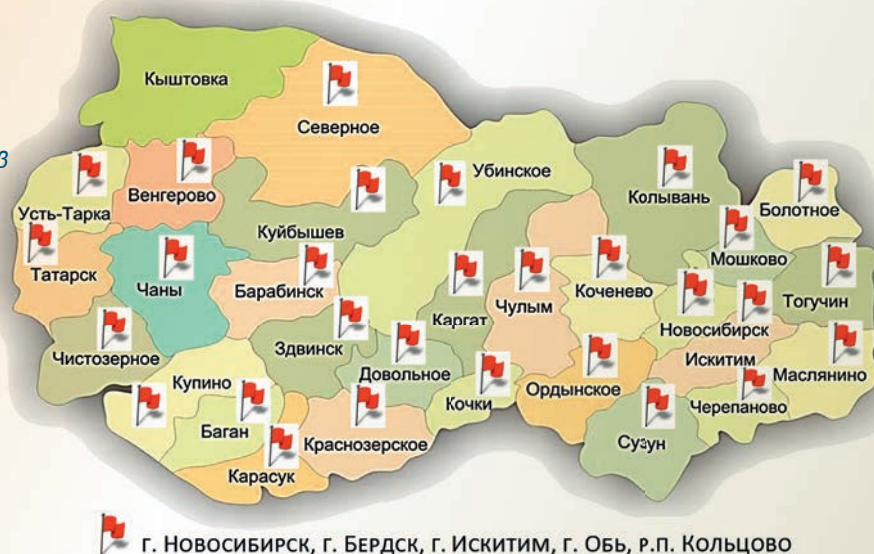 Кыштовка
Северное
3
Убинское
Венгерово
Колывань
Усть-Тарка
Болотное
Куйбышев
Татарск
Чаны
Барабинск
Мошково
Коченево
Чулым
Тогучин
Каргат
Новосибирск
Чистозерное
Здвинск
Искитим
Довольное
Маслянино
Купино
Ордынское
Кочки
Черепаново
Баган
Краснозерское
Сузун
Карасук
г. Новосибирск, г. Бердск, г. Искитим, г. Обь, р.п. Кольцово